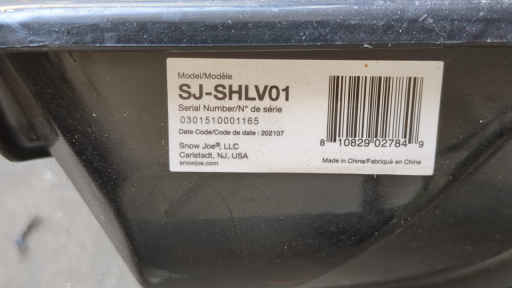 Model/Modèle
SJ-SHLV01
Serial Number/N° de série
0301510001165
Date Code/Code de date : 202107
Snow Joe®, LLC
Carlstadt, NJ, USA
snowjoe.com
8 10829 02784 9
Made in China/Fabriqué en China